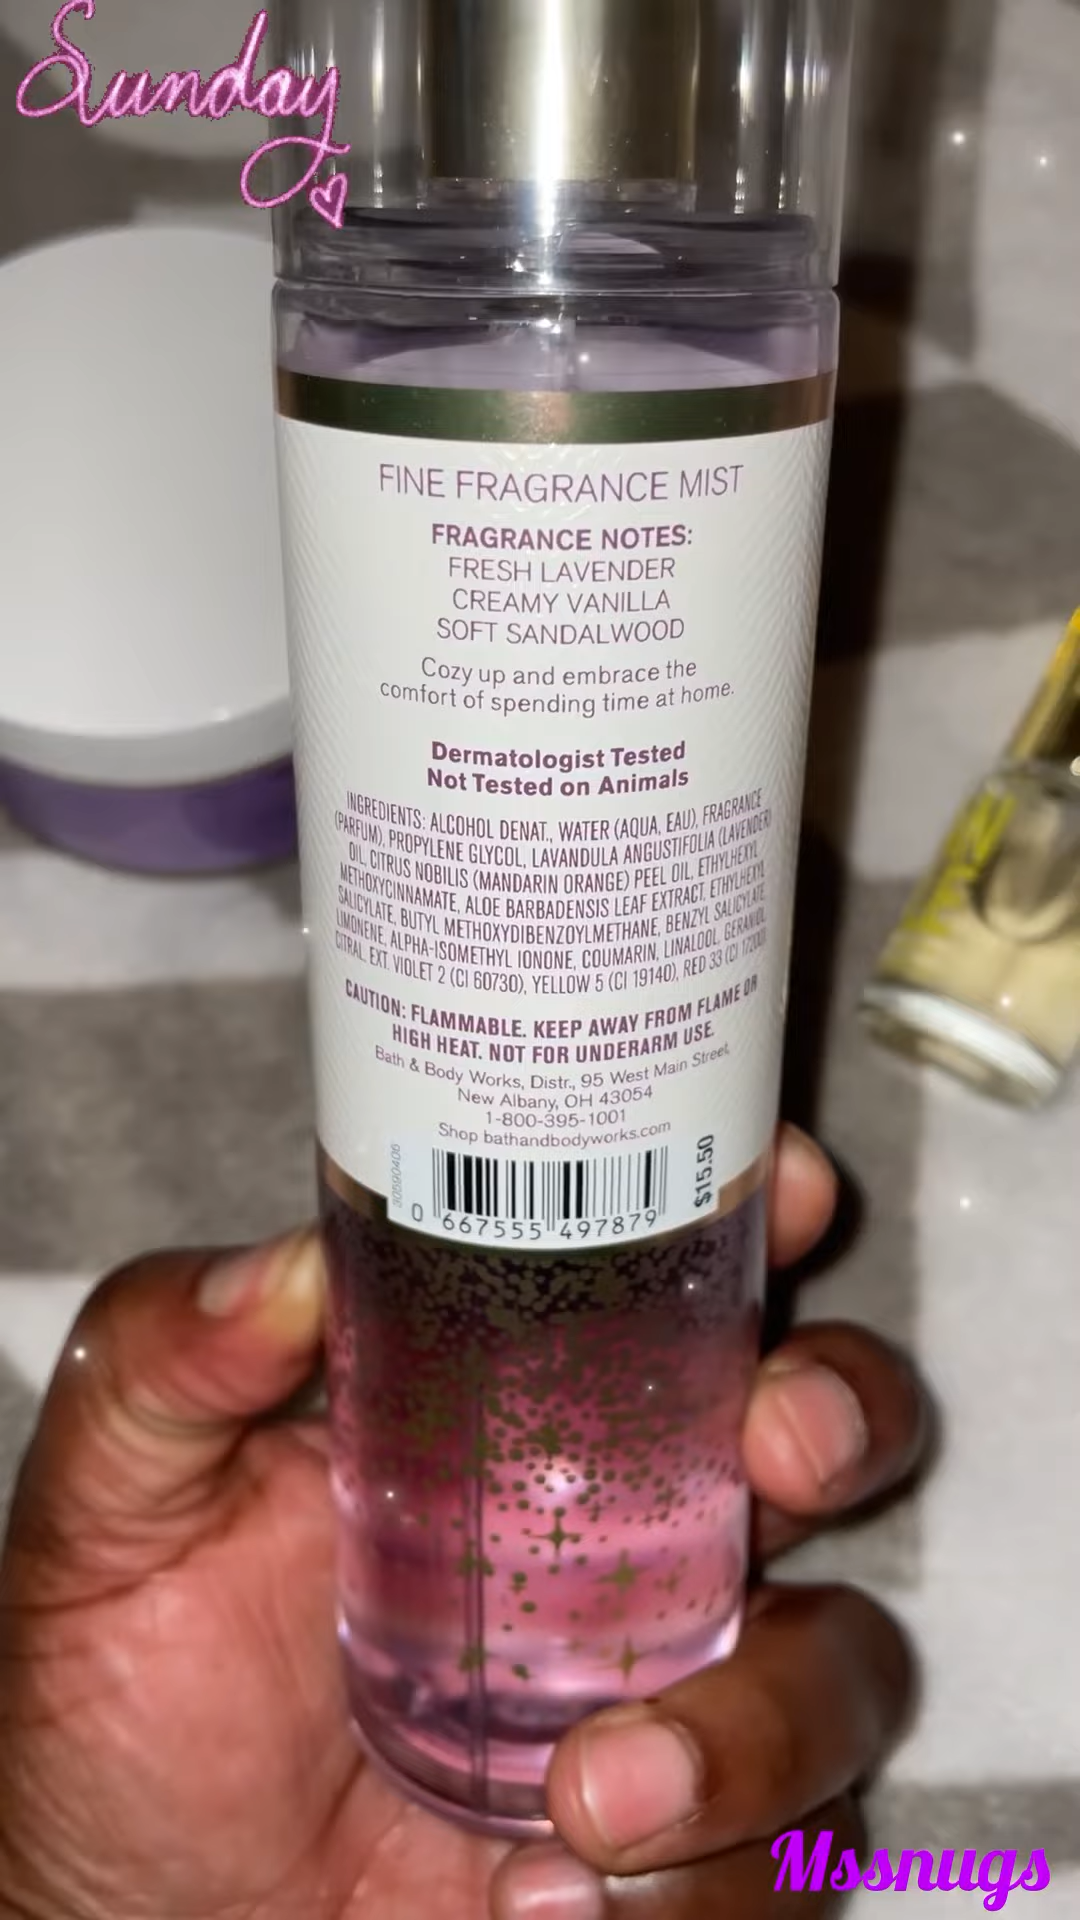 Sunday
FINE FRAGRANCE MIST
FRAGRANCE NOTES:
FRESH LAVENDER
CREAMY VANILLA
SOFT SANDALWOOD
Cozy up and embrace the
comfort of spending time at home.
Dermatologist Tested
Not Tested on Animals
INGREDIENTS: ALCOHOL DENAT., WATER (AQUA, EAU), FRAGRANCE
(PARFUM), PROPYLENE GLYCOL, LAVANDULA ANGUSTIFOLIA (LAVENDER)
OIL, CITRUS NOBILIS (MANDARIN ORANGE) PEEL OIL, ETHYLHEXYL
METHOXYCINNAMATE, ALOE BARBADENSIS LEAF EXTRACT, ETHYLHEXYL
SALICYLATE, BUTYL METHOXYDIBENZOYLMETHANE, BENZYL SALICYLATE,
LIMONENE, ALPHA-ISOMETHYL IONONE, COUMARIN, LINALOOL, GERANIOL,
CITRAL, EXT. VIOLET 2 (CI 60730), YELLOW 5 (CI 19140), RED 33 (CI 17200)
CAUTION: FLAMMABLE. KEEP AWAY FROM FLAME OR
HIGH HEAT. NOT FOR UNDERARM USE.
Bath & Body Works, Distr., 95 West Main Street,
New Albany, OH 43054
1-800-395-1001
Shop bathandbodyworks.com
$15.50
0 667555 497879
Mssnugs